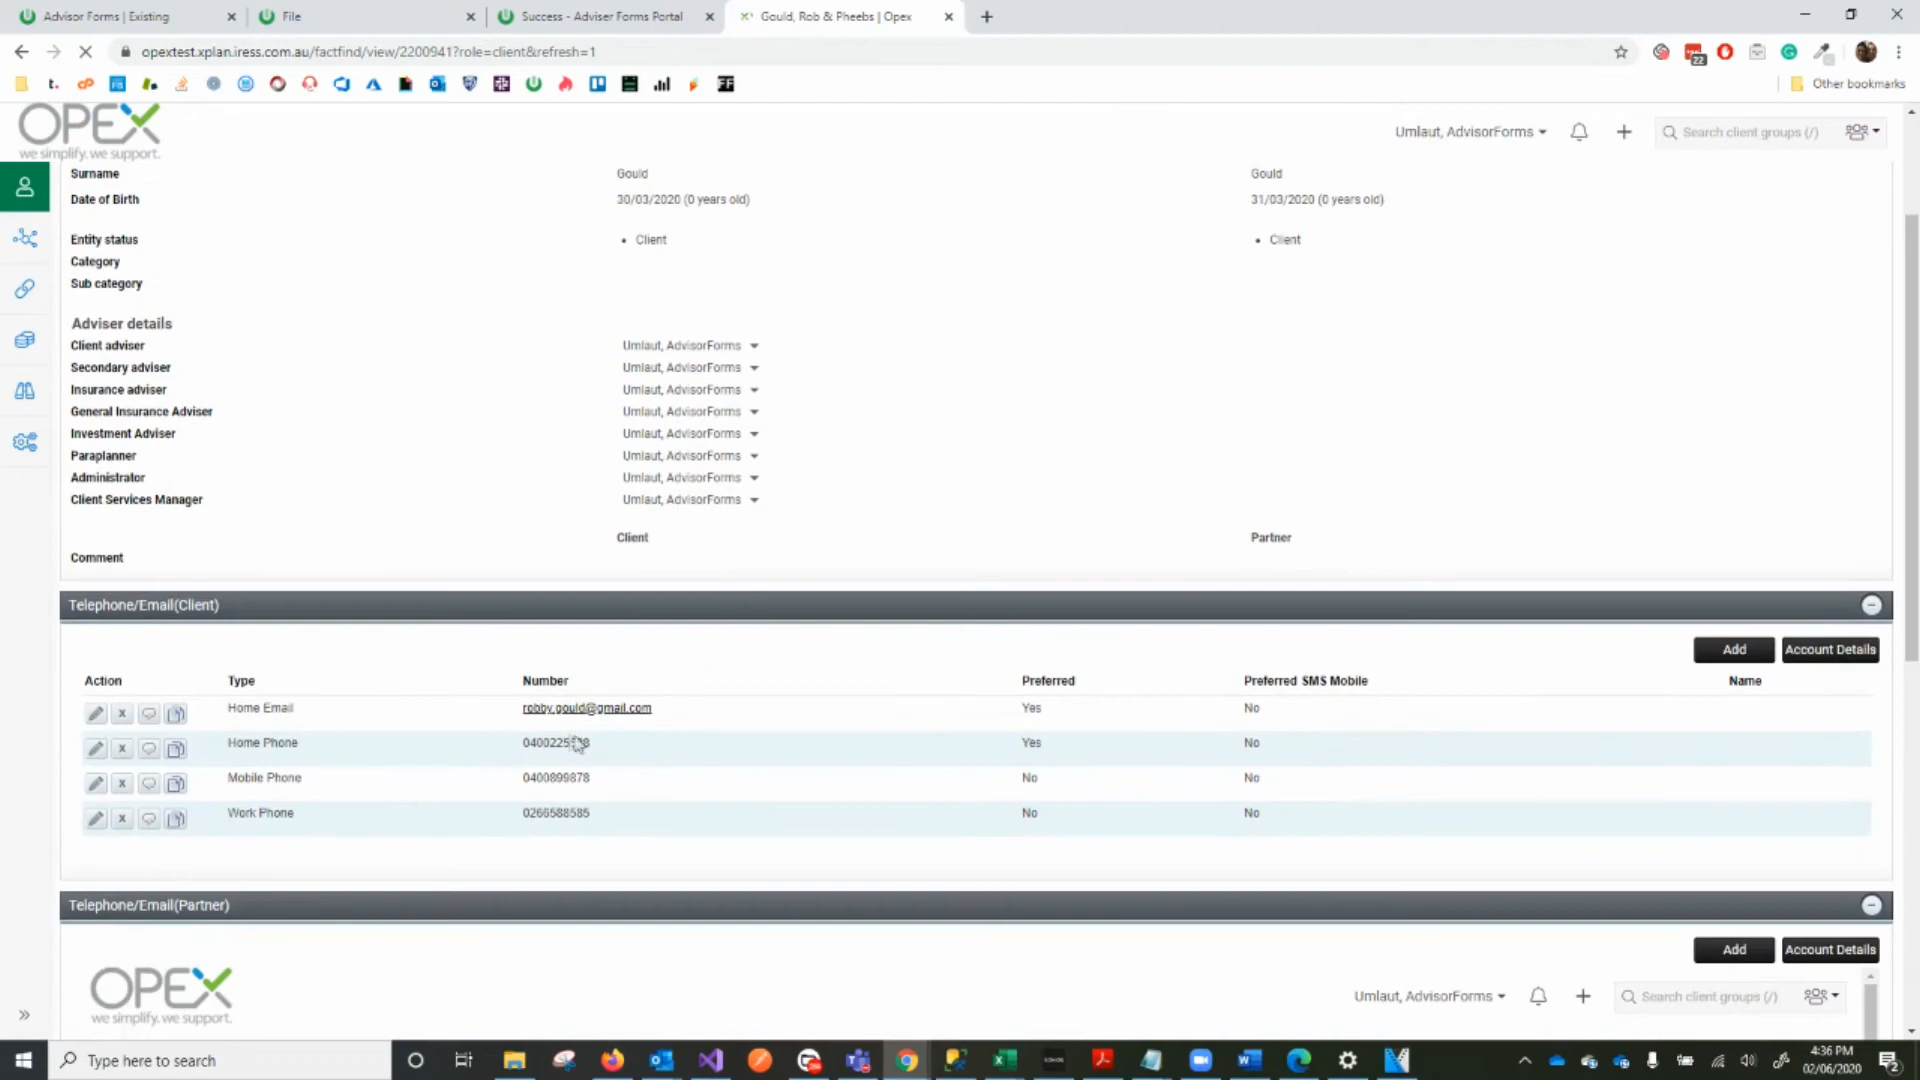 Advisor Forms | Existing
File
Success - Adviser Forms Portal
Gould, Rob & Pheebs | Opex
opextest.xplan.iress.com.au/factfind/view/2200941?role=client&refresh=1
22
Other bookmarks
OPEX
we simplify. we support.
Umlaut, AdvisorForms
Search client groups (/)
Surname Gould Gould
Date of Birth 30/03/2020 (0 years old) 31/03/2020 (0 years old)
Entity status • Client • Client
Category
Sub category
Adviser details
Client adviser Umlaut, AdvisorForms
Secondary adviser Umlaut, AdvisorForms
Insurance adviser Umlaut, AdvisorForms
General Insurance Adviser Umlaut, AdvisorForms
Investment Adviser Umlaut, AdvisorForms
Paraplanner Umlaut, AdvisorForms
Administrator Umlaut, AdvisorForms
Client Services Manager Umlaut, AdvisorForms
Client Partner
Comment
Telephone/Email(Client)
Add Account Details
Action Type Number Preferred Preferred SMS Mobile Name
Home Email robby.gould@gmail.com Yes No
Home Phone Yes No
Mobile Phone 0400899878 No No
Work Phone 0266588585 No No
Telephone/Email(Partner)
Add Account Details
OPEX
we simplify. we support.
Umlaut, AdvisorForms
Search client groups (/)
Type here to search
4:36 PM
02/06/2020
2